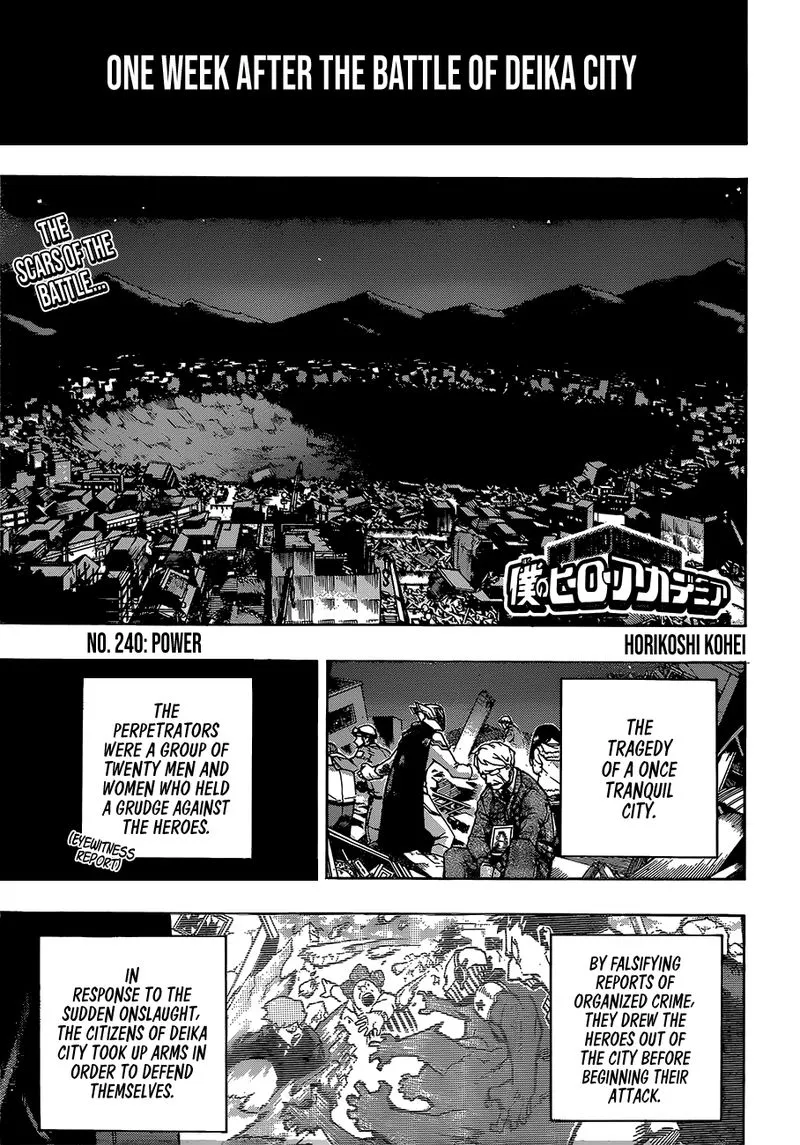 ONE WEEK AFTER THE BATTLE OF DEIKA CITY
THE
SCARS OF THE
BATTLE...
僕のヒーローアカデミア
NO. 240: POWER
HORIKOSHI KOHEI
THE
TRAGEDY
OF A ONCE
TRANQUIL
CITY.
THE
PERPETRATORS
WERE A GROUP OF
TWENTY MEN AND
WOMEN WHO HELD
A GRUDGE AGAINST
THE HEROES.
(EYEWITNESS
REPORT)
BY FALSIFYING
REPORTS OF
ORGANIZED CRIME,
THEY DREW THE
HEROES OUT OF
THE CITY BEFORE
BEGINNING THEIR
ATTACK.
IN
RESPONSE TO THE
SUDDEN ONSLAUGHT,
THE CITIZENS OF DEIKA
CITY TOOK UP ARMS IN
ORDER TO DEFEND
THEMSELVES.